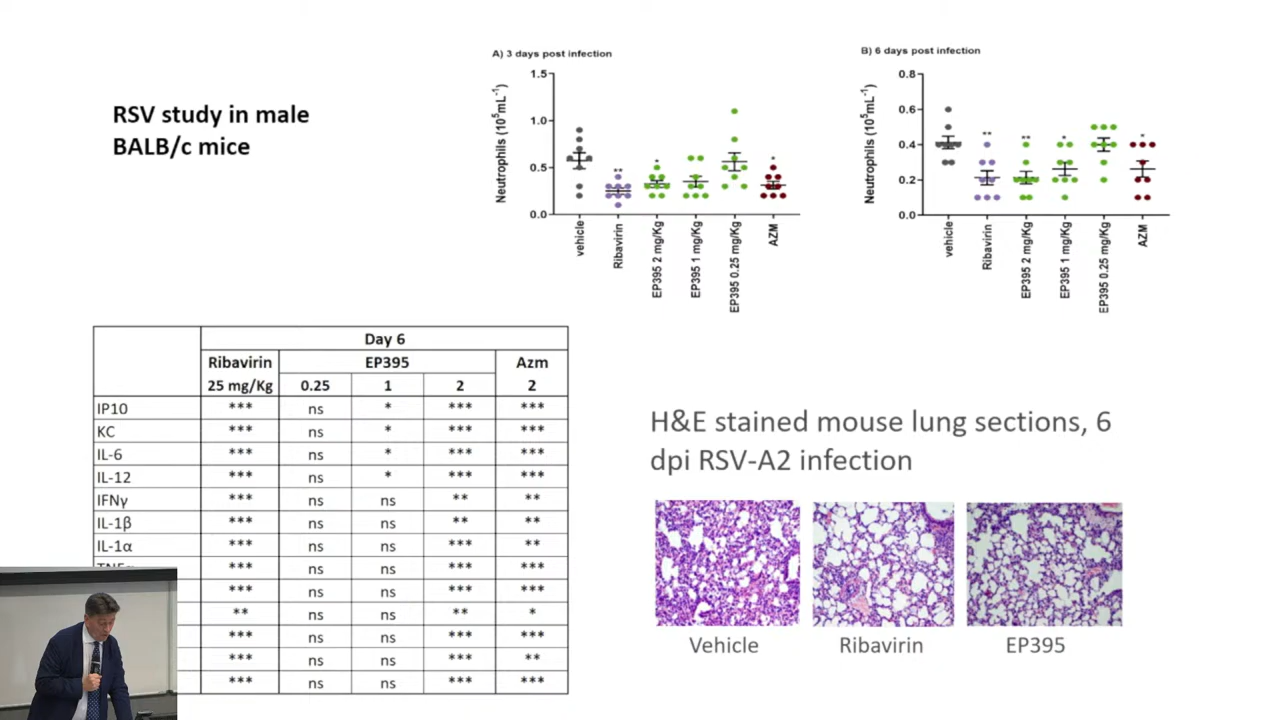 RSV study in male
BALB/c mice
A) 3 days post infection
Neutrophils (10⁵mL⁻¹)
1.5
1.0
0.5
0.0
** * *
vehicle
Ribavirin
EP395 2 mg/Kg
EP395 1 mg/Kg
EP395 0.25 mg/Kg
AZM
B) 6 days post infection
Neutrophils (10⁵mL⁻¹)
0.8
0.6
0.4
0.2
0.0
** ** * *
vehicle
Ribavirin
EP395 2 mg/Kg
EP395 1 mg/Kg
EP395 0.25 mg/Kg
AZM
Day 6
Ribavirin EP395 Azm
25 mg/Kg 0.25 1 2 2
IP10 *** ns * *** ***
KC *** ns * *** ***
IL-6 *** ns * *** ***
IL-12 *** ns * *** ***
IFNγ *** ns ns ** **
IL-1β *** ns ns ** **
IL-1α *** ns ns *** **
*** ns ns *** ***
*** ns ns *** ***
** ns ns ** *
*** ns ns *** ***
*** ns ns *** **
*** ns ns *** ***
H&E stained mouse lung sections, 6
dpi RSV-A2 infection
Vehicle Ribavirin EP395